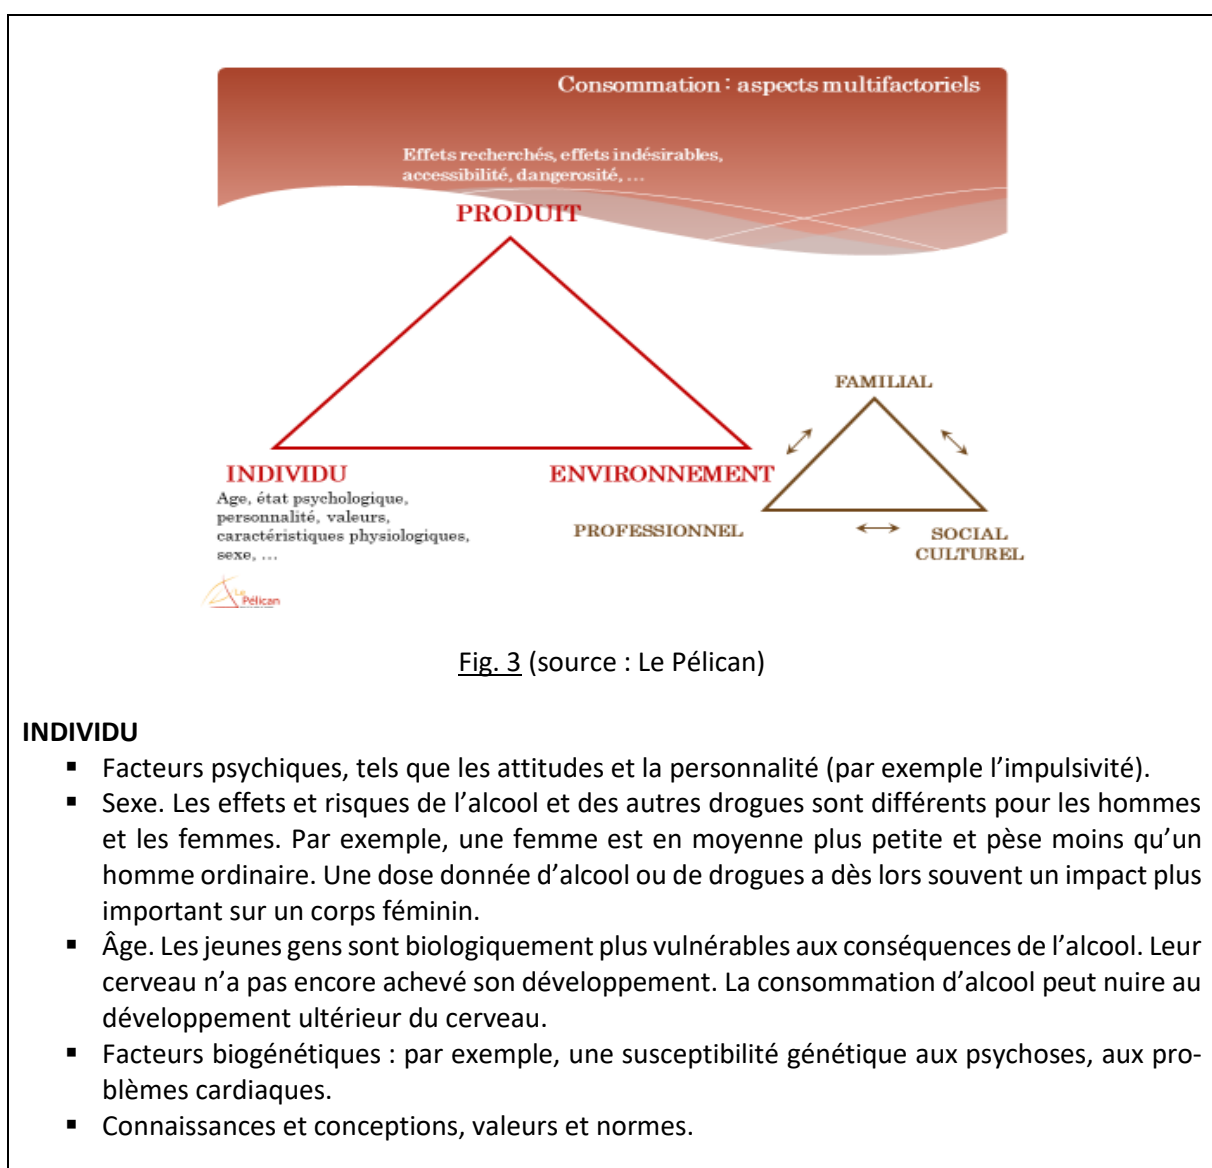 Consommation : aspects multifactoriels
Effets recherchés, effets indésirables,
accessibilité, dangerosité, …
PRODUIT
FAMILIAL
INDIVIDU
Age, état psychologique,
personnalité, valeurs,
caractéristiques physiologiques,
sexe, …
ENVIRONNEMENT
PROFESSIONNEL
SOCIAL
CULTUREL
Le
Pélican
Fig. 3 (source : Le Pélican)
INDIVIDU
▪ Facteurs psychiques, tels que les attitudes et la personnalité (par exemple l’impulsivité).
▪ Sexe. Les effets et risques de l’alcool et des autres drogues sont différents pour les hommes
et les femmes. Par exemple, une femme est en moyenne plus petite et pèse moins qu’un
homme ordinaire. Une dose donnée d’alcool ou de drogues a dès lors souvent un impact plus
important sur un corps féminin.
▪ Âge. Les jeunes gens sont biologiquement plus vulnérables aux conséquences de l’alcool. Leur
cerveau n’a pas encore achevé son développement. La consommation d’alcool peut nuire au
développement ultérieur du cerveau.
▪ Facteurs biogénétiques : par exemple, une susceptibilité génétique aux psychoses, aux pro-
blèmes cardiaques.
▪ Connaissances et conceptions, valeurs et normes.